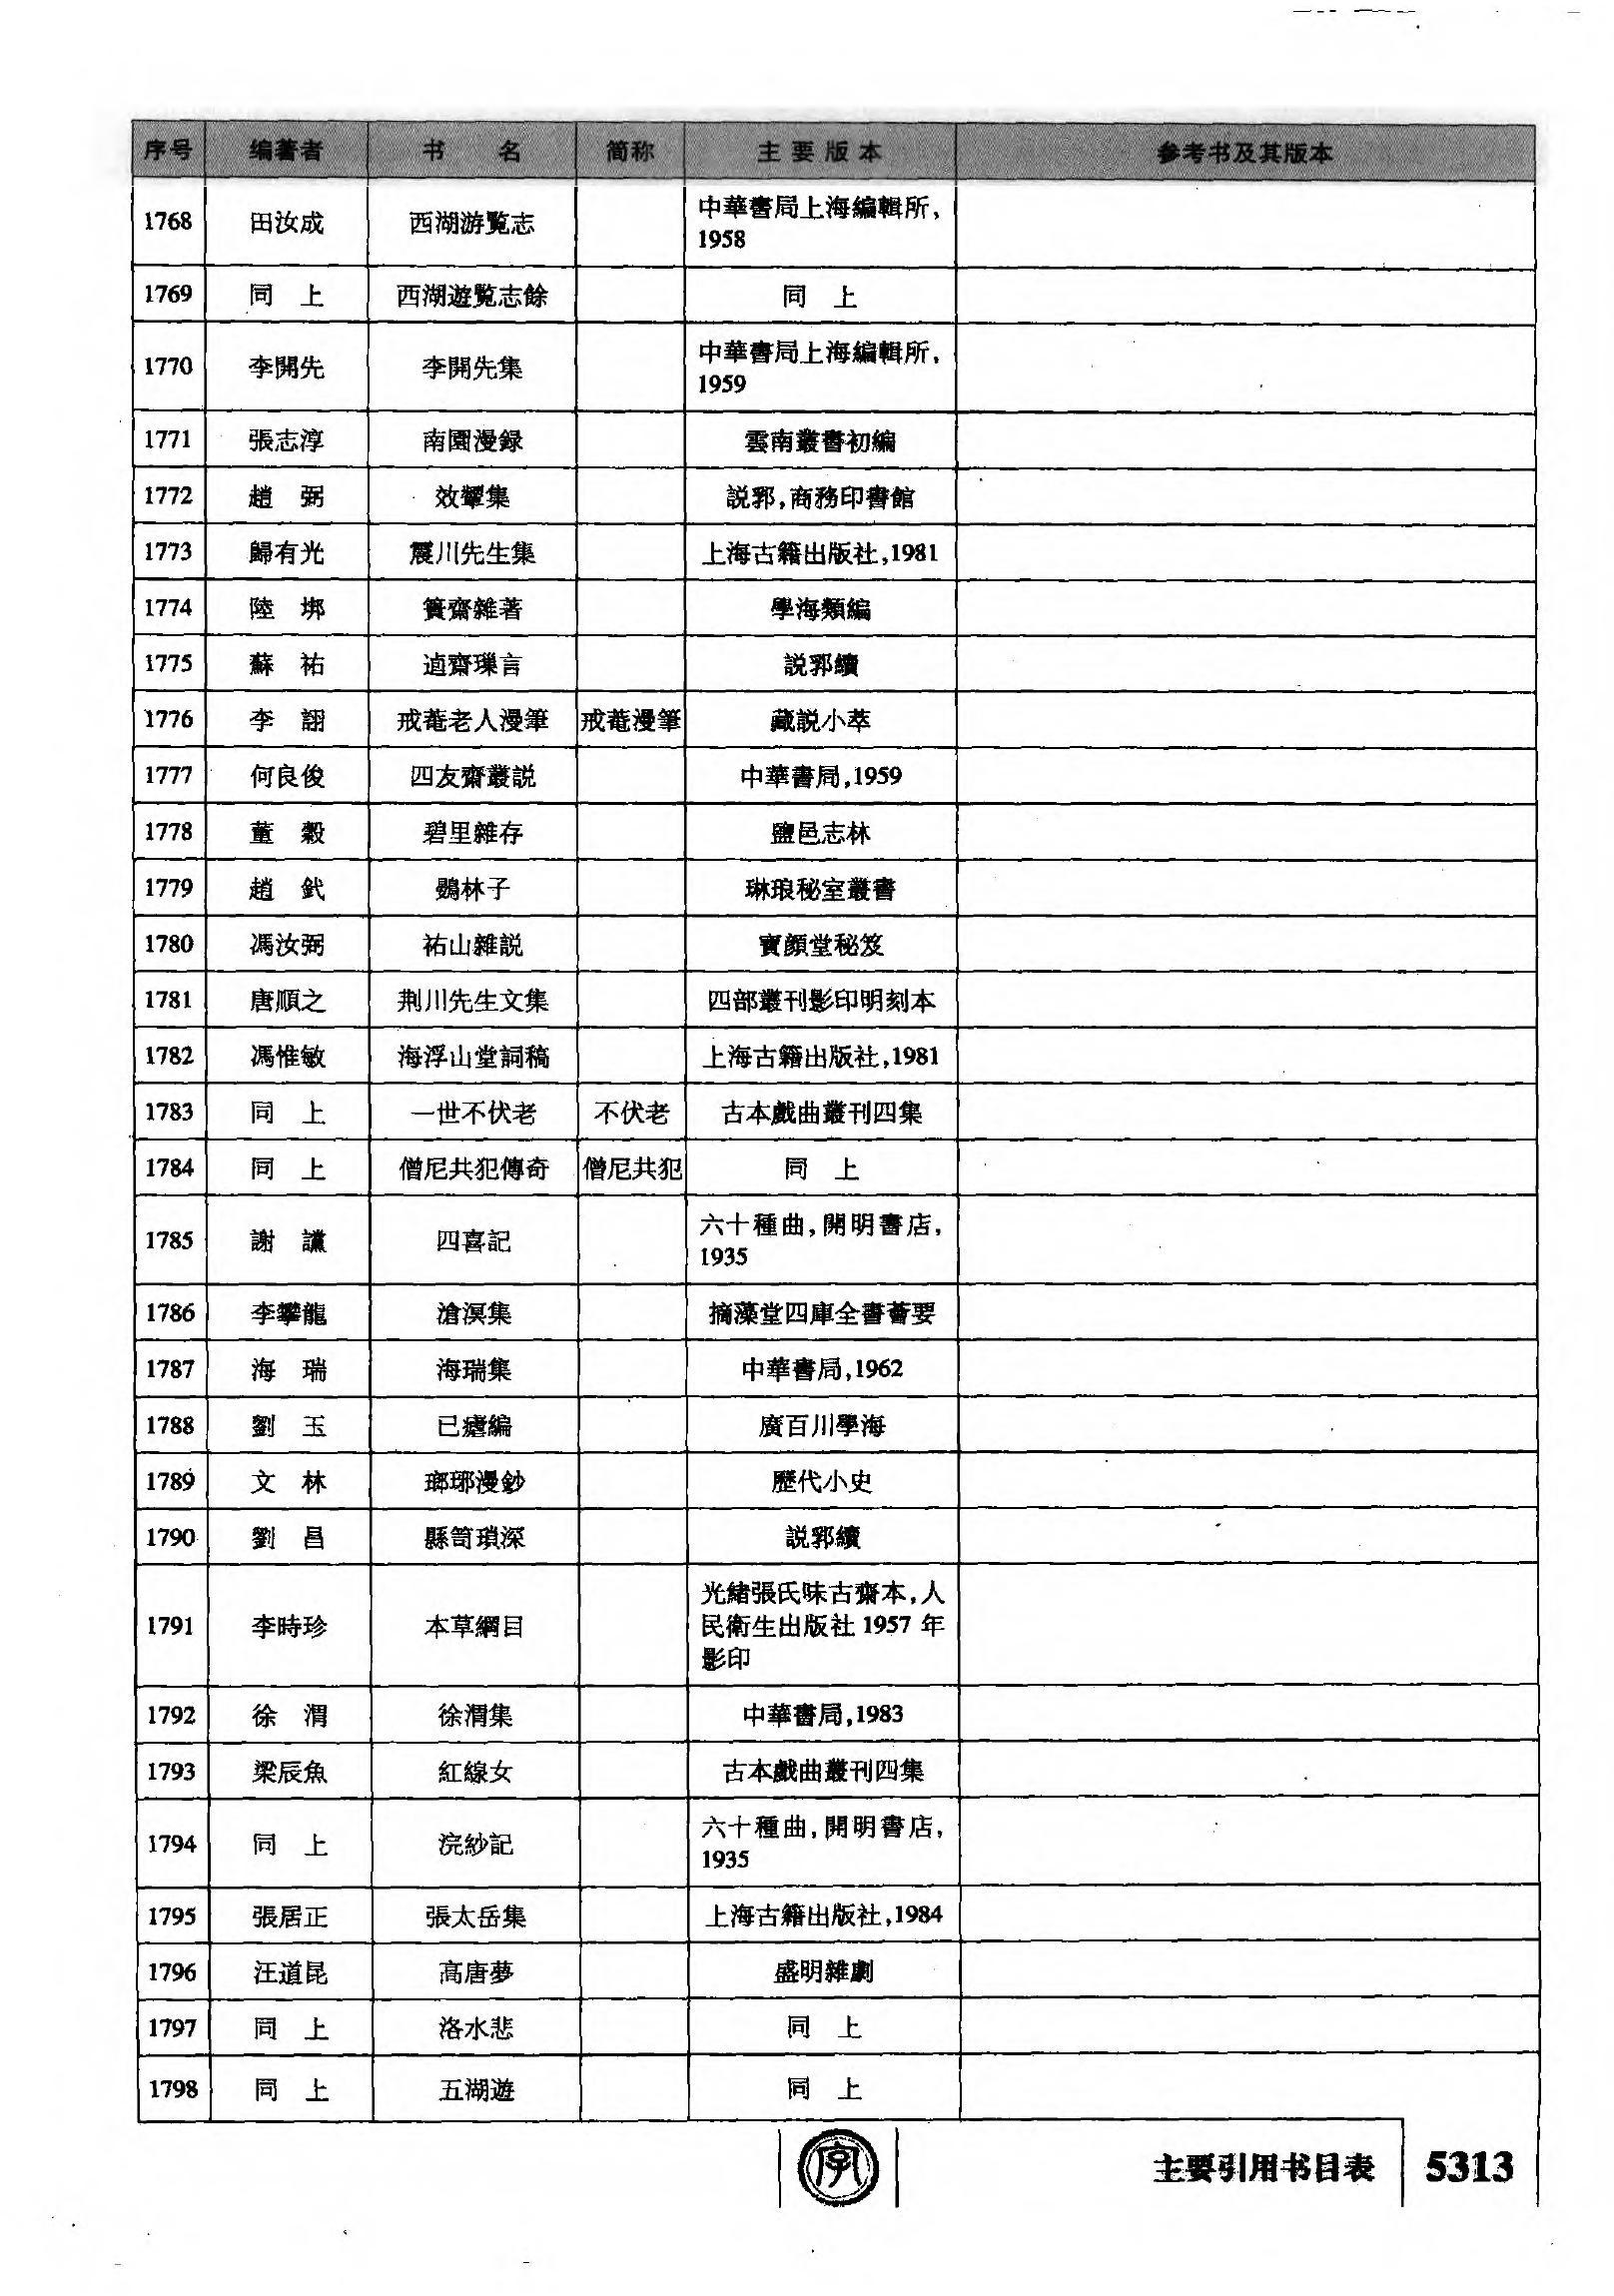 序号 编著者 书 名 简称 主要版本 参考书及其版本
1768 田汝成 西湖游覧志 中華書局上海編輯所,
1958
1769 同 上 西湖遊覧志餘 同 上
1770 李開先 李開先集 中華書局上海編輯所,
1959
1771 張志淳 南園漫録 雲南叢書初編
1772 趙 弼 效顰集 説郛,商務印書館
1773 歸有光 震川先生集 上海古籍出版社,1981
1774 陸 埛 簣齋雜著 學海類編
1775 蘇 祐 逌齋璅言 説郛續
1776 李 詡 戒菴老人漫筆 戒菴漫筆 藏説小萃
1777 何良俊 四友齋叢説 中華書局,1959
1778 董 穀 碧里雜存 鹽邑志林
1779 趙 釴 鷃林子 琳琅秘室叢書
1780 馮汝弼 祐山雜説 寶顔堂秘笈
1781 唐順之 荆川先生文集 四部叢刊影印明刻本
1782 馮惟敏 海浮山堂詞稿 上海古籍出版社,1981
1783 同 上 一世不伏老 不伏老 古本戲曲叢刊四集
1784 同 上 僧尼共犯傳奇 僧尼共犯 同 上
1785 謝 讜 四喜記 六十種曲,開明書店,
1935
1786 李攀龍 滄溟集 摛藻堂四庫全書薈要
1787 海 瑞 海瑞集 中華書局,1962
1788 劉 玉 已瘧編 廣百川學海
1789 文 林 瑯琊漫鈔 歷代小史
1790 劉 昌 縣笥瑣深 説郛續
1791 李時珍 本草綱目 光緒張氏味古齋本,人
民衛生出版社1957年
影印
1792 徐 渭 徐渭集 中華書局,1983
1793 梁辰魚 紅線女 古本戲曲叢刊四集
1794 同 上 浣紗記 六十種曲,開明書店,
1935
1795 張居正 張太岳集 上海古籍出版社,1984
1796 汪道昆 高唐夢 盛明雜劇
1797 同 上 洛水悲 同 上
1798 同 上 五湖遊 同 上
字
主要引用书目表 5313